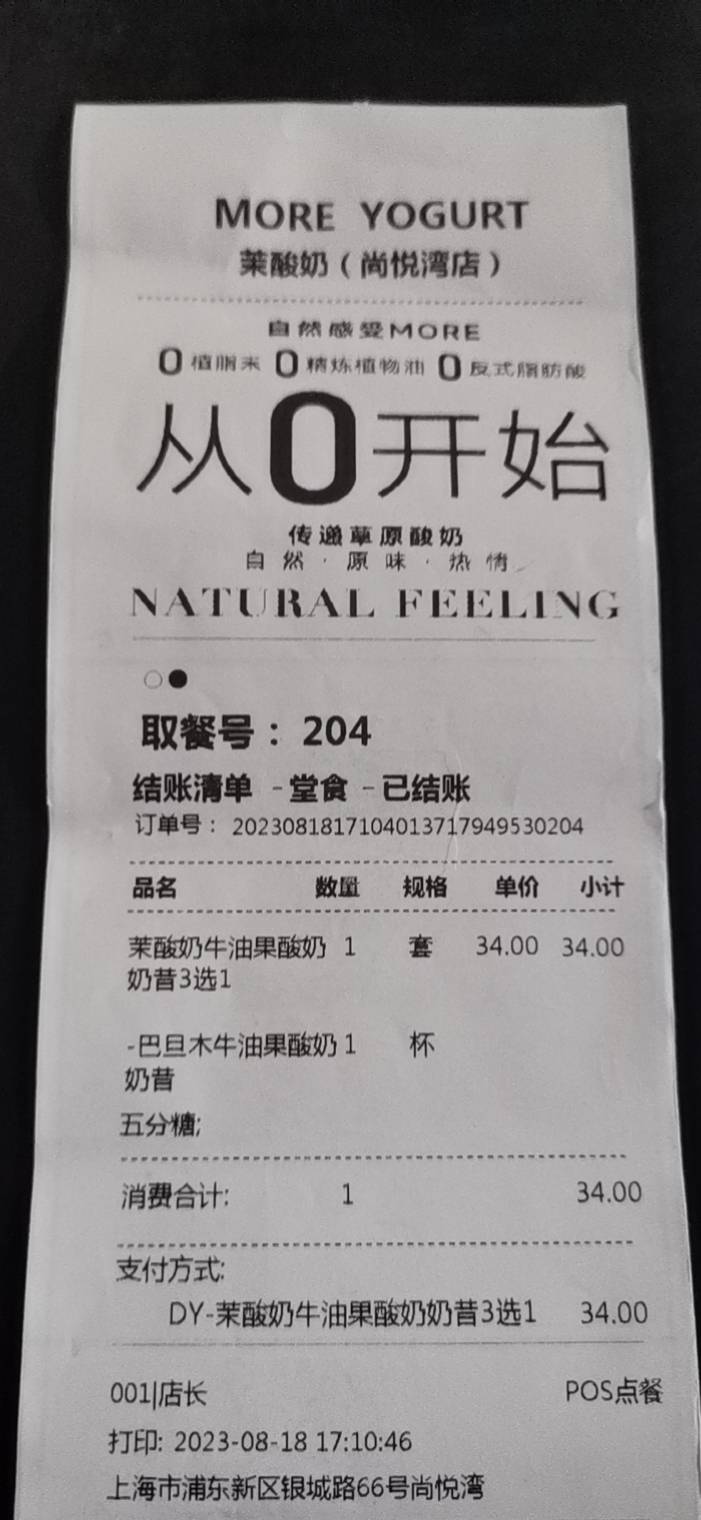 MORE YOGURT
茉酸奶（尚悦湾店）
自然感受MORE
0植脂末 0精炼植物油 0反式脂肪酸
从0开始
传递草原酸奶
自然·原味·热情
NATURAL FEELING
取餐号：204
结账清单 -堂食 -已结账
订单号：20230818171040137179495302​04
品名 数量 规格 单价 小计
茉酸奶牛油果酸奶 1 套 34.00 34.00
奶昔3选1
-巴旦木牛油果酸奶 1 杯
奶昔
五分糖;
消费合计: 1 34.00
支付方式:
DY-茉酸奶牛油果酸奶奶昔3选1 34.00
001|店长 POS点餐
打印: 2023-08-18 17:10:46
上海市浦东新区银城路66号尚悦湾